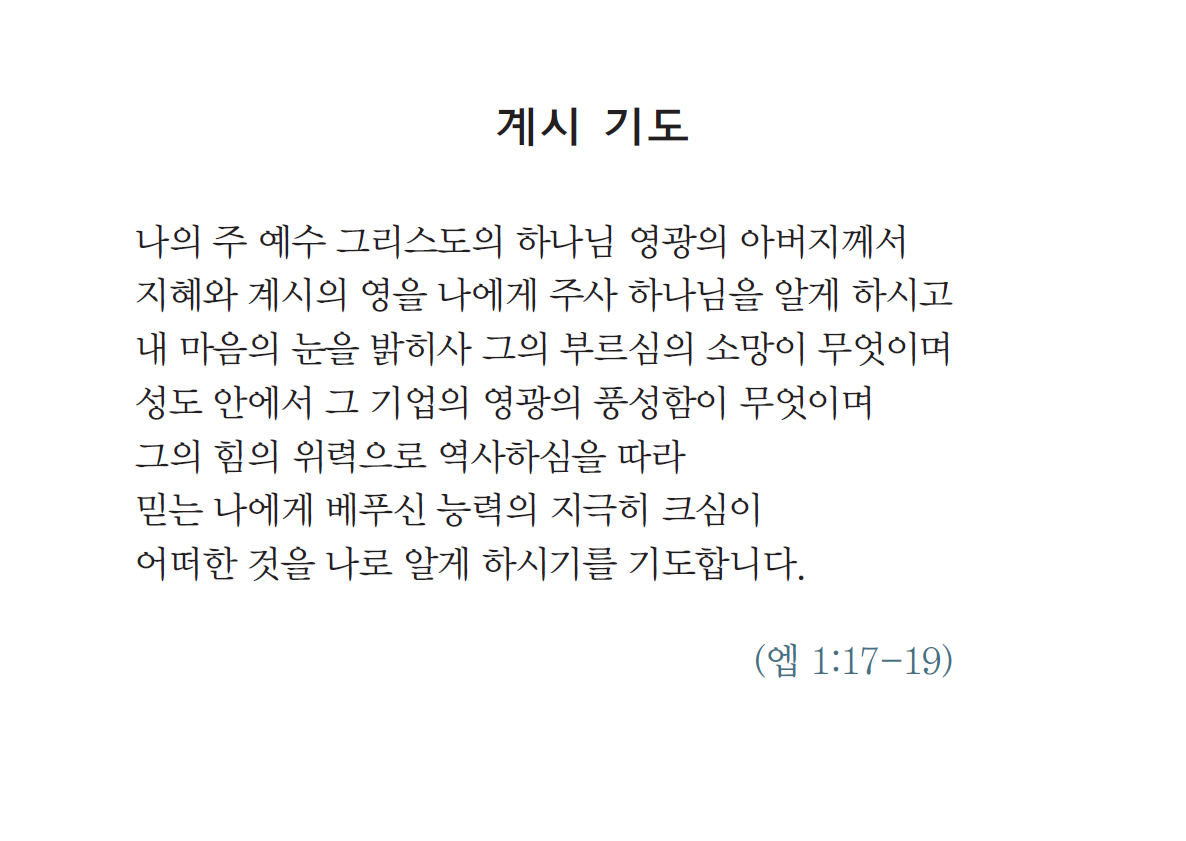 계시 기도
나의 주 예수 그리스도의 하나님 영광의 아버지께서
지혜와 계시의 영을 나에게 주사 하나님을 알게 하시고
내 마음의 눈을 밝히사 그의 부르심의 소망이 무엇이며
성도 안에서 그 기업의 영광의 풍성함이 무엇이며
그의 힘의 위력으로 역사하심을 따라
믿는 나에게 베푸신 능력의 지극히 크심이
어떠한 것을 나로 알게 하시기를 기도합니다.
(엡 1:17-19)